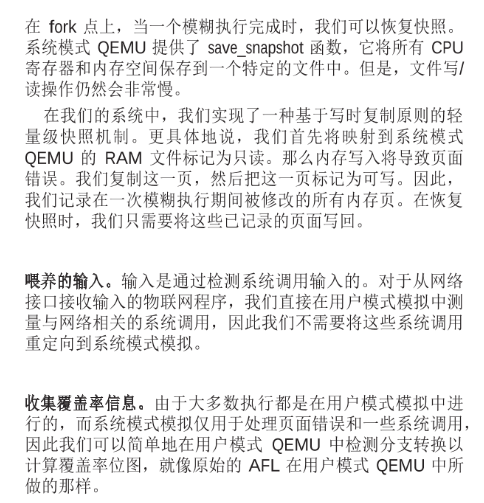 在 fork 点上，当一个模糊执行完成时，我们可以恢复快照。
系统模式 QEMU 提供了 save_snapshot 函数，它将所有 CPU
寄存器和内存空间保存到一个特定的文件中。但是，文件写/
读操作仍然会非常慢。
在我们的系统中，我们实现了一种基于写时复制原则的轻
量级快照机制。更具体地说，我们首先将映射到系统模式
QEMU 的 RAM 文件标记为只读。那么内存写入将导致页面
错误。我们复制这一页，然后把这一页标记为可写。因此，
我们记录在一次模糊执行期间被修改的所有内存页。在恢复
快照时，我们只需要将这些已记录的页面写回。
喂养的输入。输入是通过检测系统调用输入的。对于从网络
接口接收输入的物联网程序，我们直接在用户模式模拟中测
量与网络相关的系统调用，因此我们不需要将这些系统调用
重定向到系统模式模拟。
收集覆盖率信息。由于大多数执行都是在用户模式模拟中进
行的，而系统模式模拟仅用于处理页面错误和一些系统调用，
因此我们可以简单地在用户模式 QEMU 中检测分支转换以
计算覆盖率位图，就像原始的 AFL 在用户模式 QEMU 中所
做的那样。